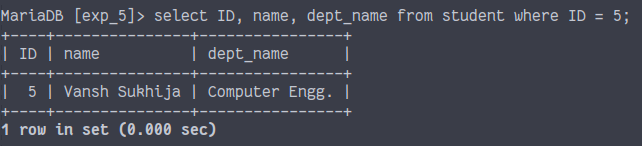 MariaDB [exp_5]> select ID, name, dept_name from student where ID = 5;
+----+---------------+----------------+
| ID | name          | dept_name      |
+----+---------------+----------------+
|  5 | Vansh Sukhija | Computer Engg. |
+----+---------------+----------------+
1 row in set (0.000 sec)